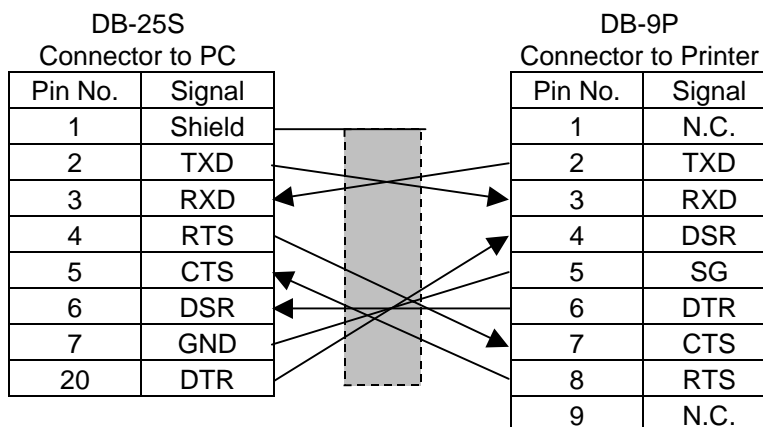 DB-25S DB-9P
Connector to PC Connector to Printer
Pin No. Signal Pin No. Signal
1 Shield 1 N.C.
2 TXD 2 TXD
3 RXD 3 RXD
4 RTS 4 DSR
5 CTS 5 SG
6 DSR 6 DTR
7 GND 7 CTS
20 DTR 8 RTS
9 N.C.